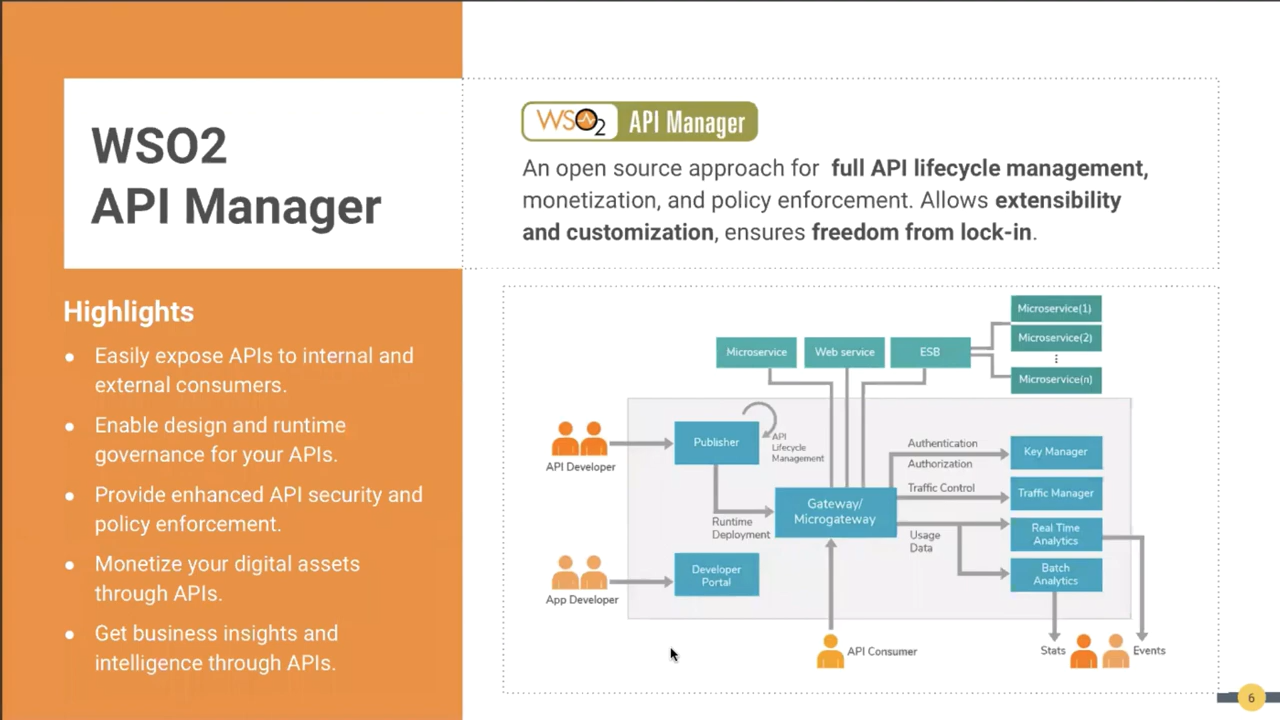 WSO2
API Manager
WSO2 API Manager
An open source approach for full API lifecycle management,
monetization, and policy enforcement. Allows extensibility
and customization, ensures freedom from lock-in.
Highlights
● Easily expose APIs to internal and
external consumers.
● Enable design and runtime
governance for your APIs.
● Provide enhanced API security and
policy enforcement.
● Monetize your digital assets
through APIs.
● Get business insights and
intelligence through APIs.
Microservice
Web service
ESB
Microservice(1)
Microservice(2)
⋮
Microservice(n)
API Developer
Publisher
API
Lifecycle
Management
Runtime
Deployment
Gateway/
Microgateway
Authentication
Authorization
Key Manager
Traffic Control
Traffic Manager
Usage
Data
Real Time
Analytics
Batch
Analytics
App Developer
Developer
Portal
API Consumer
Stats
Events
6